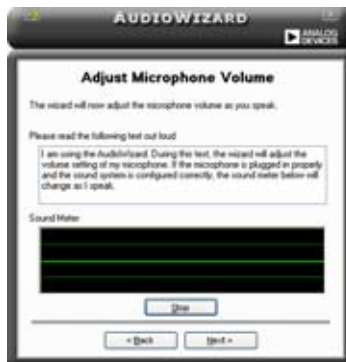 AUDIOWIZARD
ANALOG
DEVICES
Adjust Microphone Volume
The wizard will now adjust the microphone volume as you speak.
Please read the following text out loud
I am using the AudioWizard. During this text, the wizard will adjust the
volume setting of my microphone. If the microphone is plugged in properly
and the sound system is configured correctly, the sound meter below will
change as I speak.
Sound Meter
Stop
< Back Next >